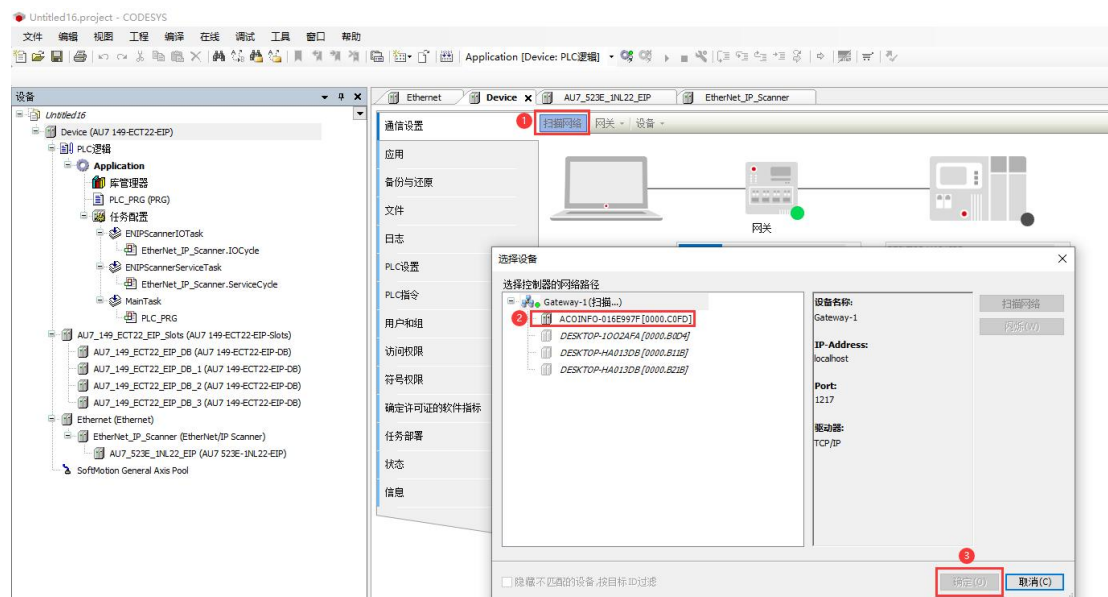 Untitled16.project - CODESYS
文件 编辑 视图 工程 编译 在线 调试 工具 窗口 帮助
Application [Device: PLC逻辑]
设备
Untitled16
Device (AU7 149-ECT22-EIP)
PLC逻辑
Application
库管理器
PLC_PRG (PRG)
任务配置
ENIPScannerIOTask
EtherNet_IP_Scanner.IOCycle
ENIPScannerServiceTask
EtherNet_IP_Scanner.ServiceCycle
MainTask
PLC_PRG
AU7_149_ECT22_EIP_Slots (AU7 149-ECT22-EIP-Slots)
AU7_149_ECT22_EIP_DB (AU7 149-ECT22-EIP-DB)
AU7_149_ECT22_EIP_DB_1 (AU7 149-ECT22-EIP-DB)
AU7_149_ECT22_EIP_DB_2 (AU7 149-ECT22-EIP-DB)
AU7_149_ECT22_EIP_DB_3 (AU7 149-ECT22-EIP-DB)
Ethernet (Ethernet)
EtherNet_IP_Scanner (EtherNet/IP Scanner)
AU7_523E_1NL22_EIP (AU7 523E-1NL22-EIP)
SoftMotion General Axis Pool
Ethernet Device AU7_523E_1NL22_EIP EtherNet_IP_Scanner
通信设置
应用
备份与还原
文件
日志
PLC设置
PLC指令
用户和组
访问权限
符号权限
确定许可证的软件指标
任务部署
状态
信息
1 扫描网络 网关 设备
网关
选择设备
选择控制器的网络路径
Gateway-1 (扫描...)
2 ACOINFO-016E997F [0000.C0FD]
DESKTOP-1OO2AFA [0000.B0D4]
DESKTOP-HA013DB [0000.B11B]
DESKTOP-HA013DB [0000.B21B]
设备名称:
Gateway-1
IP-Address:
localhost
Port:
1217
驱动器:
TCP/IP
扫描网络
闪烁(W)
隐藏不匹配的设备,按目标ID过滤
3
确定(O) 取消(C)